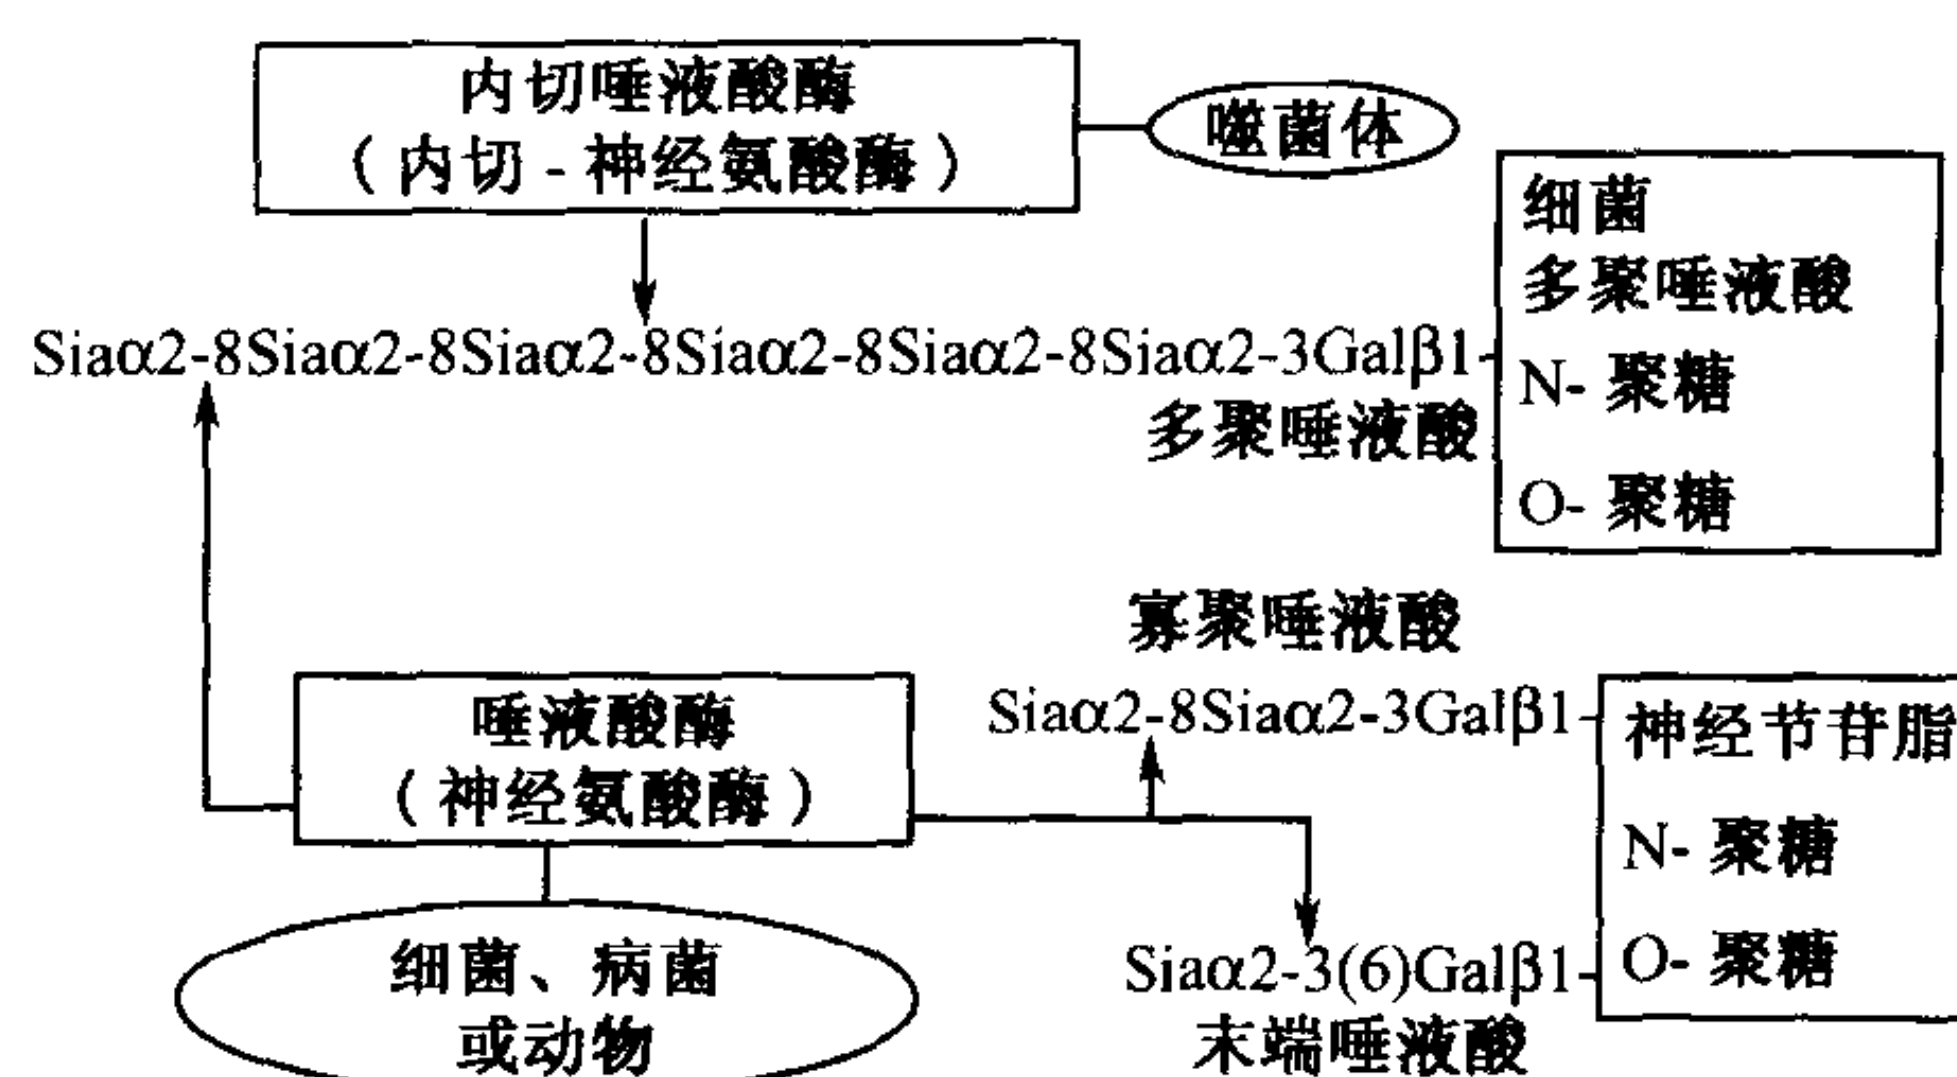 内切唾液酸酶
（内切-神经氨酸酶）
噬菌体
细菌
多聚唾液酸
N-聚糖
O-聚糖
Siaα2-8Siaα2-8Siaα2-8Siaα2-8Siaα2-8Siaα2-3Galβ1-
多聚唾液酸
寡聚唾液酸
Siaα2-8Siaα2-3Galβ1-
唾液酸酶
（神经氨酸酶）
神经节苷脂
N-聚糖
O-聚糖
细菌、病菌
或动物
Siaα2-3(6)Galβ1-
末端唾液酸